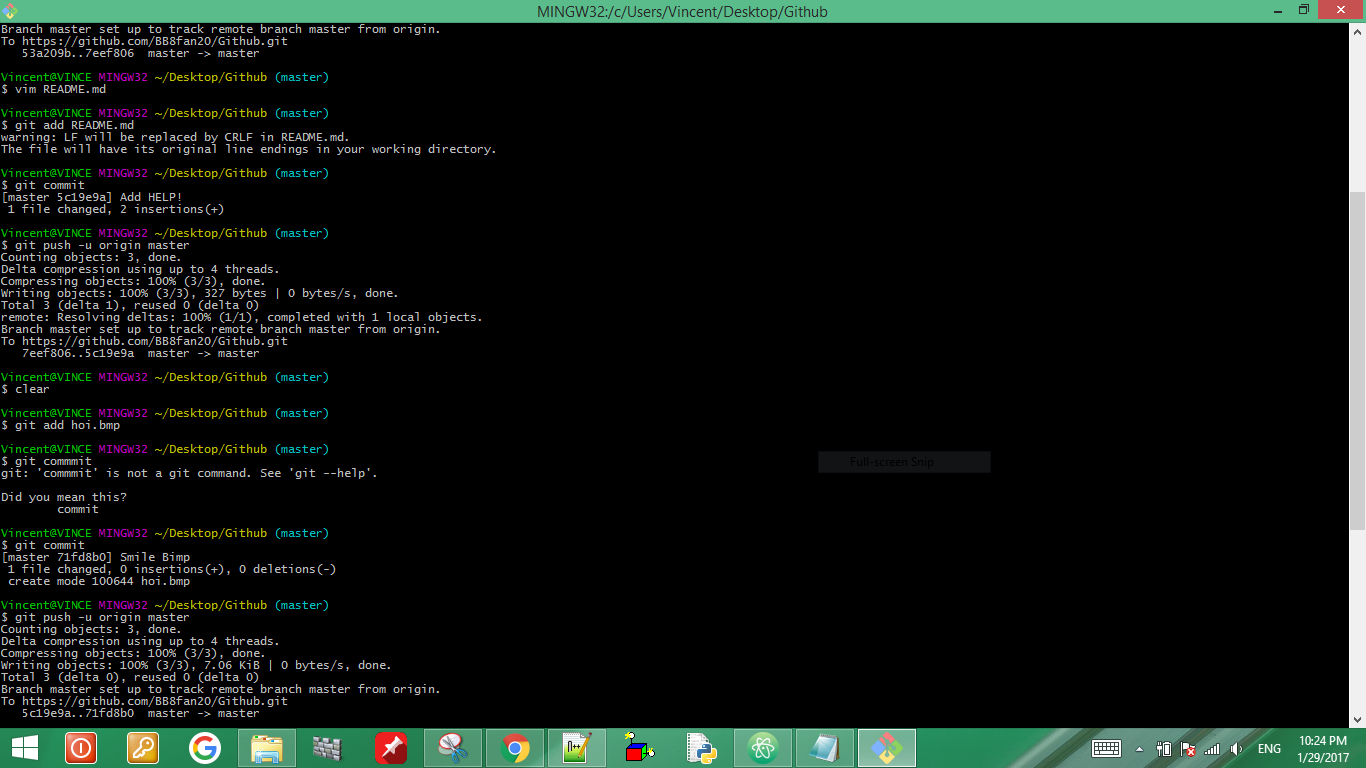 MINGW32:/c/Users/Vincent/Desktop/Github
Branch master set up to track remote branch master from origin.
To https://github.com/BB8fan20/Github.git
   53a209b..7eef806  master -> master
Vincent@VINCE MINGW32 ~/Desktop/Github (master)
$ vim README.md
Vincent@VINCE MINGW32 ~/Desktop/Github (master)
$ git add README.md
warning: LF will be replaced by CRLF in README.md.
The file will have its original line endings in your working directory.
Vincent@VINCE MINGW32 ~/Desktop/Github (master)
$ git commit
[master 5c19e9a] Add HELP!
 1 file changed, 2 insertions(+)
Vincent@VINCE MINGW32 ~/Desktop/Github (master)
$ git push -u origin master
Counting objects: 3, done.
Delta compression using up to 4 threads.
Compressing objects: 100% (3/3), done.
Writing objects: 100% (3/3), 327 bytes | 0 bytes/s, done.
Total 3 (delta 1), reused 0 (delta 0)
remote: Resolving deltas: 100% (1/1), completed with 1 local objects.
Branch master set up to track remote branch master from origin.
To https://github.com/BB8fan20/Github.git
   7eef806..5c19e9a  master -> master
Vincent@VINCE MINGW32 ~/Desktop/Github (master)
$ clear
Vincent@VINCE MINGW32 ~/Desktop/Github (master)
$ git add hoi.bmp
Vincent@VINCE MINGW32 ~/Desktop/Github (master)
$ git commmit
git: 'commmit' is not a git command. See 'git --help'.
Full-screen Snip
Did you mean this?
        commit
Vincent@VINCE MINGW32 ~/Desktop/Github (master)
$ git commit
[master 71fd8b0] Smile Bimp
 1 file changed, 0 insertions(+), 0 deletions(-)
 create mode 100644 hoi.bmp
Vincent@VINCE MINGW32 ~/Desktop/Github (master)
$ git push -u origin master
Counting objects: 3, done.
Delta compression using up to 4 threads.
Compressing objects: 100% (3/3), done.
Writing objects: 100% (3/3), 7.06 KiB | 0 bytes/s, done.
Total 3 (delta 0), reused 0 (delta 0)
Branch master set up to track remote branch master from origin.
To https://github.com/BB8fan20/Github.git
   5c19e9a..71fd8b0  master -> master
ENG
10:24 PM
1/29/2017